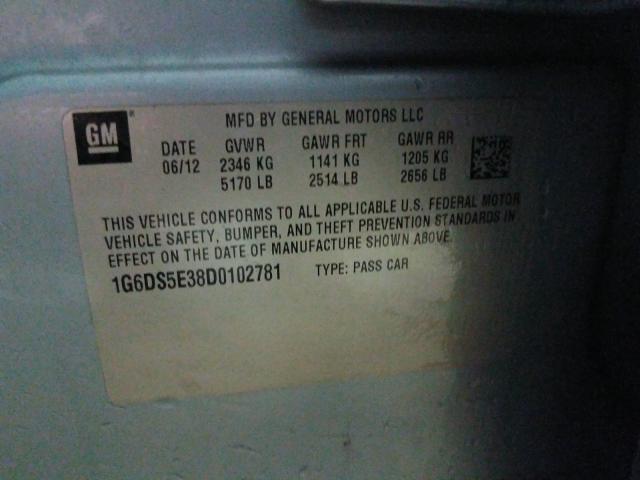 GM
MFD BY GENERAL MOTORS LLC
DATE GVWR GAWR FRT GAWR RR
06/12 2346 KG 1141 KG 1205 KG
5170 LB 2514 LB 2656 LB
THIS VEHICLE CONFORMS TO ALL APPLICABLE U.S. FEDERAL MOTOR
VEHICLE SAFETY, BUMPER, AND THEFT PREVENTION STANDARDS IN
EFFECT ON THE DATE OF MANUFACTURE SHOWN ABOVE.
1G6DS5E38D0102781 TYPE: PASS CAR